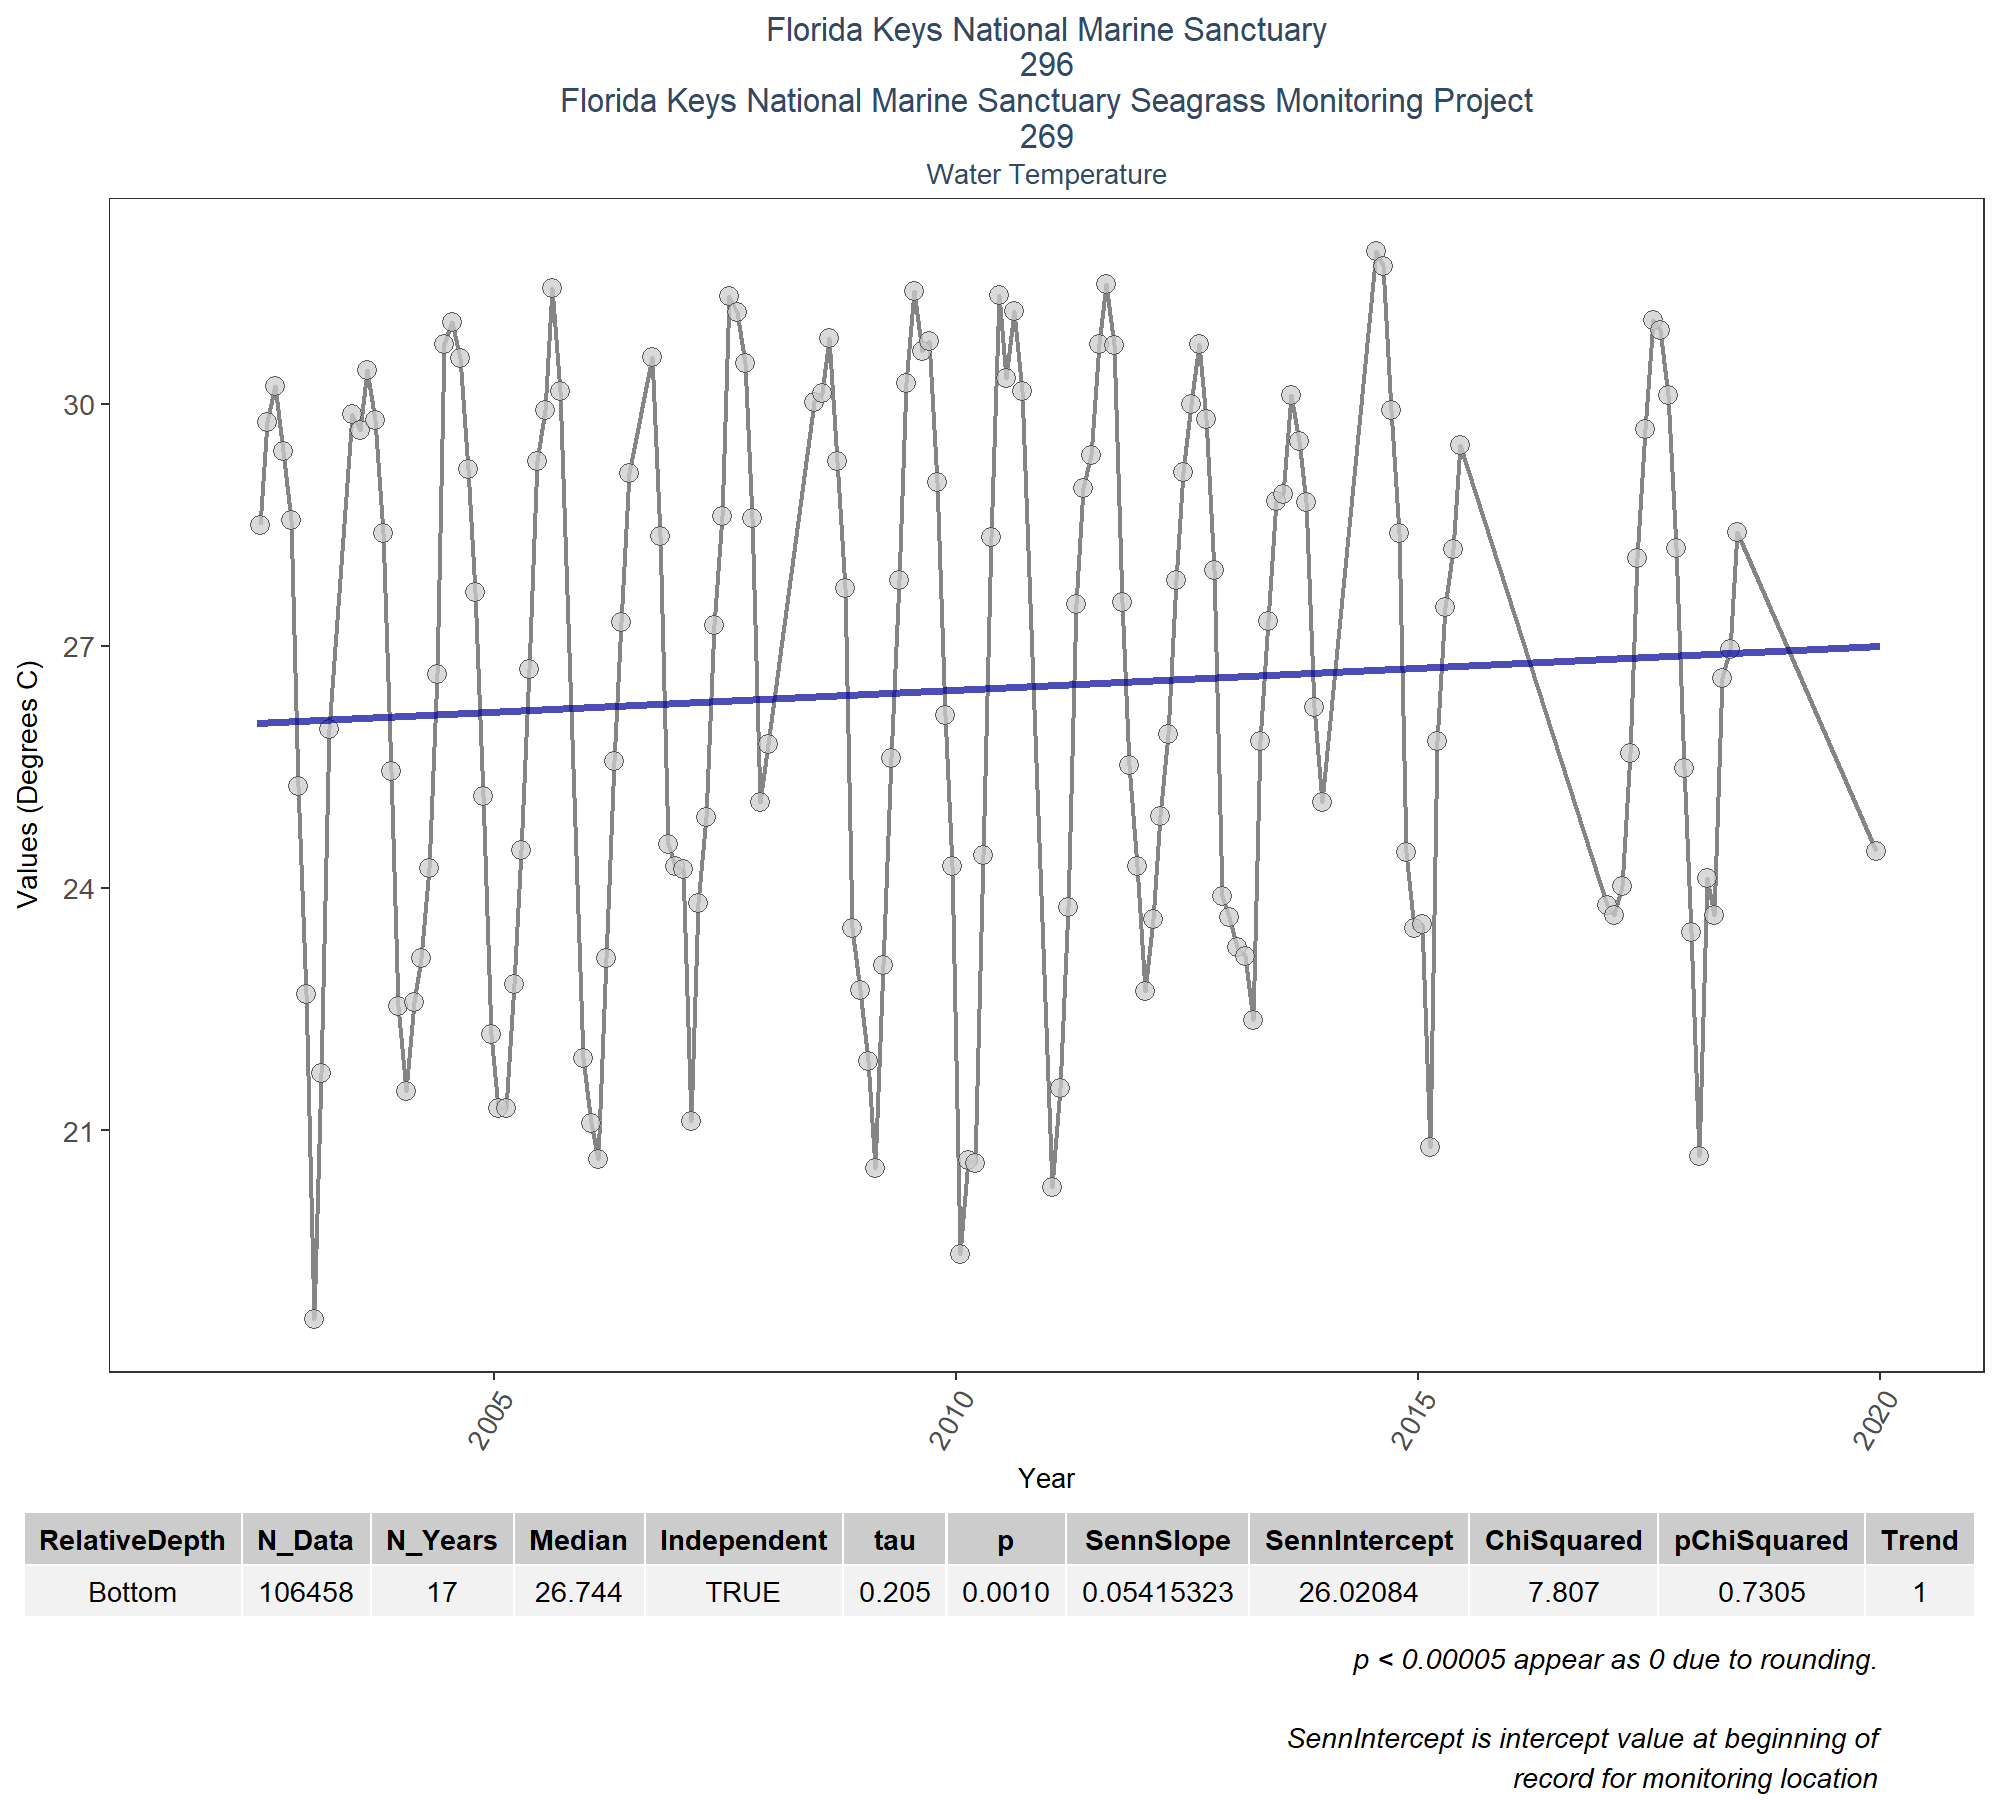 Florida Keys National Marine Sanctuary
296
Florida Keys National Marine Sanctuary Seagrass Monitoring Project
269
Water Temperature
Values (Degrees C)
30
27
24
21
2005
2010
2015
2020
Year
RelativeDepth N_Data N_Years Median Independent tau p SennSlope SennIntercept ChiSquared pChiSquared Trend
Bottom 106458 17 26.744 TRUE 0.205 0.0010 0.05415323 26.02084 7.807 0.7305 1
p < 0.00005 appear as 0 due to rounding.
SennIntercept is intercept value at beginning of
record for monitoring location